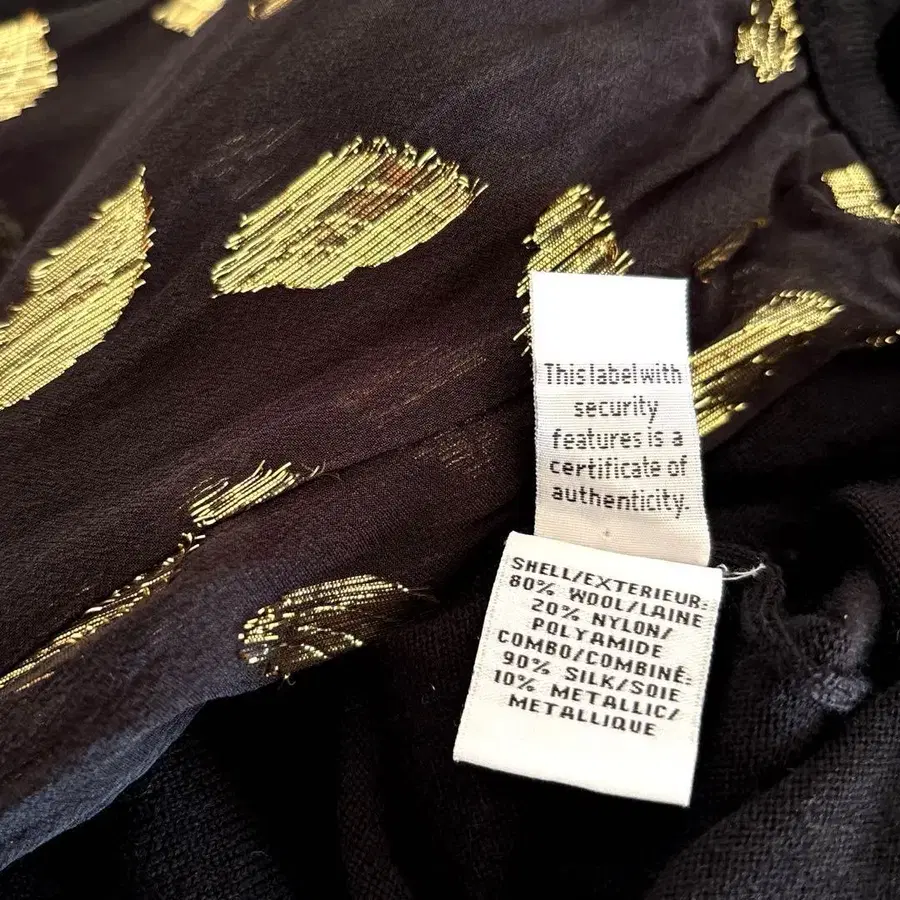 This label with
security
features is a
certificate of
authenticity.
SHELL/EXTERIEUR:
80% WOOL/LAINE
20% NYLON/
POLYAMIDE
COMBO/COMBINÉ:
90% SILK/SOIE
10% METALLIC/
METALLIQUE